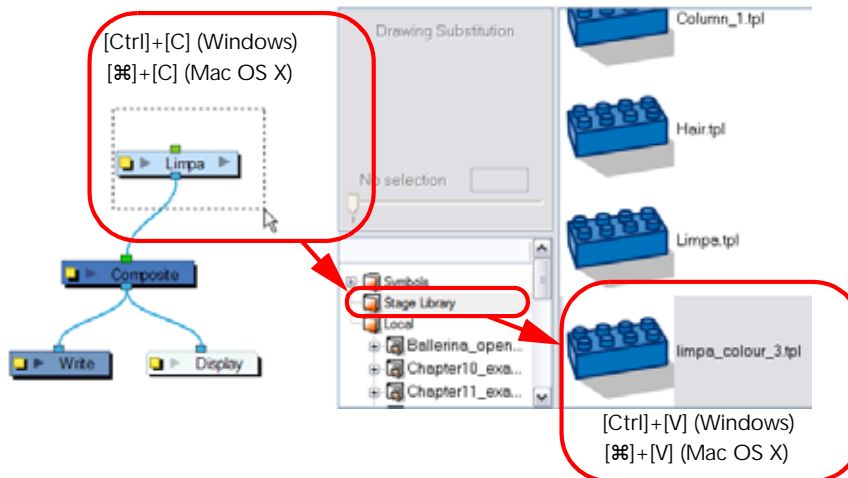 [Ctrl]+[C] (Windows)
[⌘]+[C] (Mac OS X)
Limpa
Composite
Write
Display
Drawing Substitution
No selection
Symbols
Stage Library
Local
Ballerina_open...
Chapter10_exa...
Chapter11_exa...
Column_1.tpl
Hair.tpl
Limpa.tpl
limpa_colour_3.tpl
[Ctrl]+[V] (Windows)
[⌘]+[V] (Mac OS X)